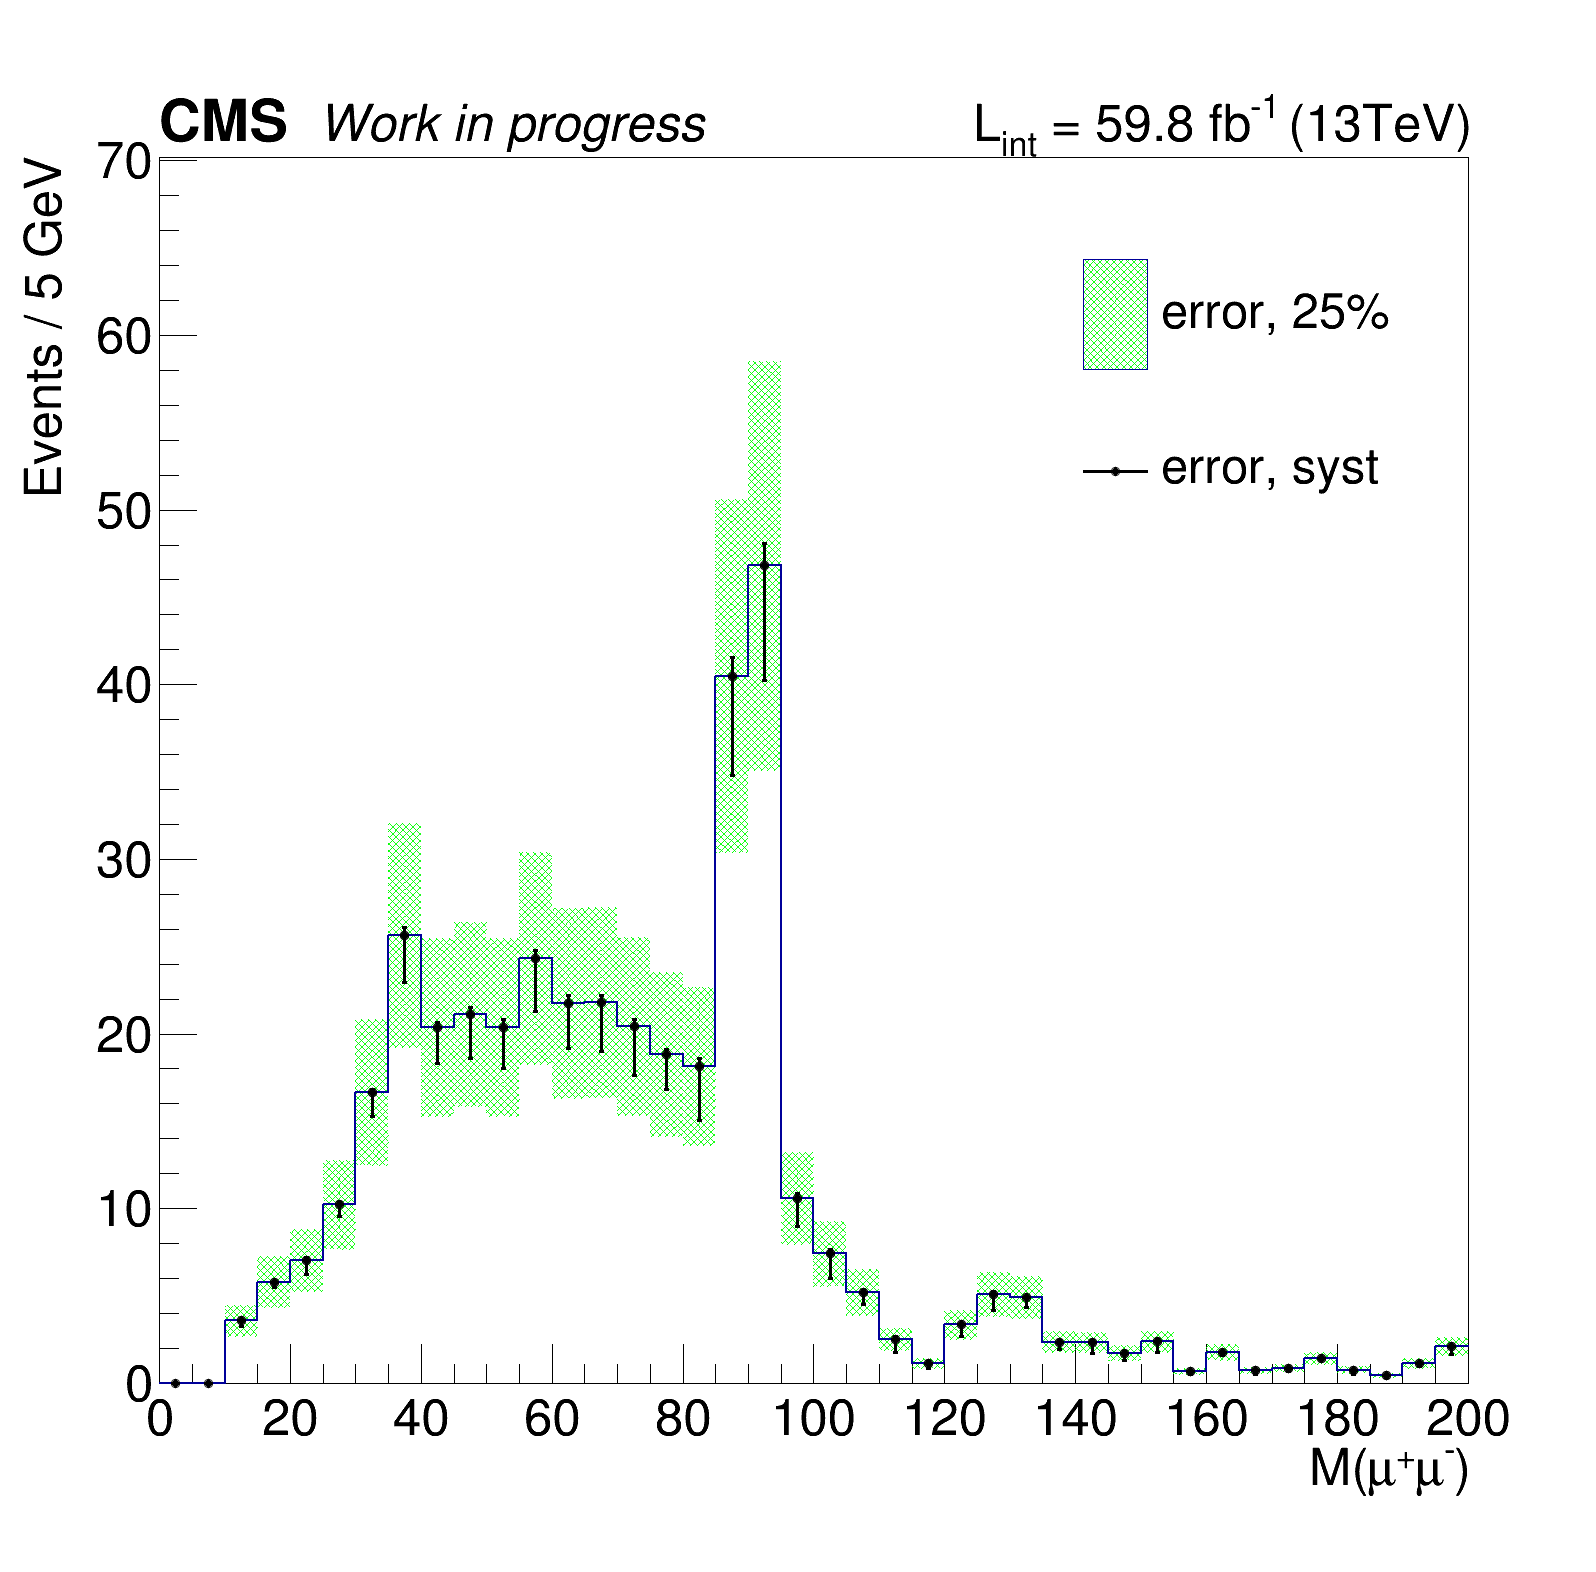 CMS Work in progress L_int = 59.8 fb^-1 (13TeV)
Events / 5 GeV
70
60
50
40
30
20
10
0
error, 25%
error, syst
0 20 40 60 80 100 120 140 160 180 200
M(μ⁺μ⁻)